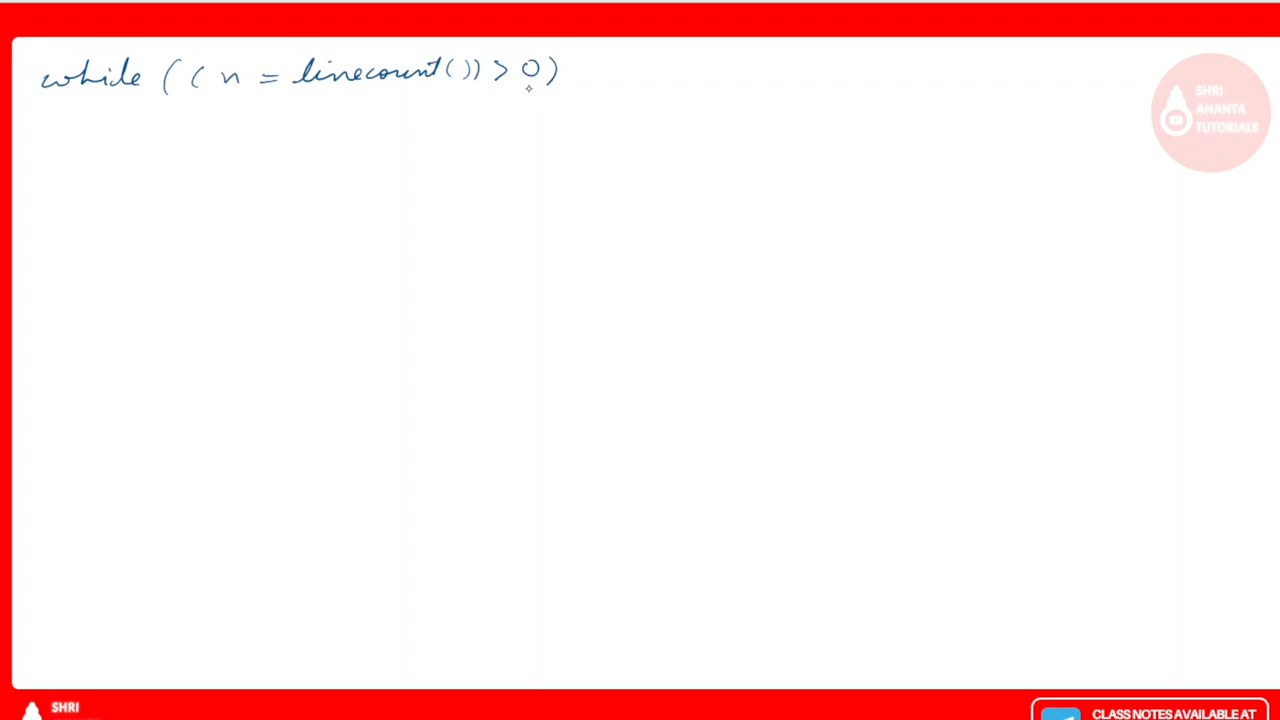 while ( ( n = linecount()) > 0)
SHRI
ANANTA
TUTORIALS
SHRI
CLASS NOTES AVAILABLE AT